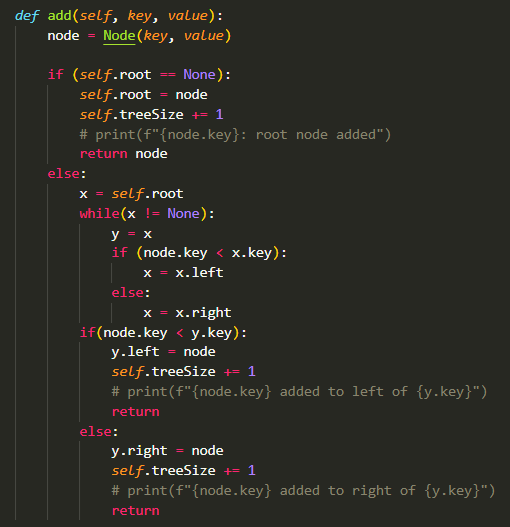 def add(self, key, value):
    node = Node(key, value)

    if (self.root == None):
        self.root = node
        self.treeSize += 1
        # print(f"{node.key}: root node added")
        return node
    else:
        x = self.root
        while(x != None):
            y = x
            if (node.key < x.key):
                x = x.left
            else:
                x = x.right
        if(node.key < y.key):
            y.left = node
            self.treeSize += 1
            # print(f"{node.key} added to left of {y.key}")
            return
        else:
            y.right = node
            self.treeSize += 1
            # print(f"{node.key} added to right of {y.key}")
            return